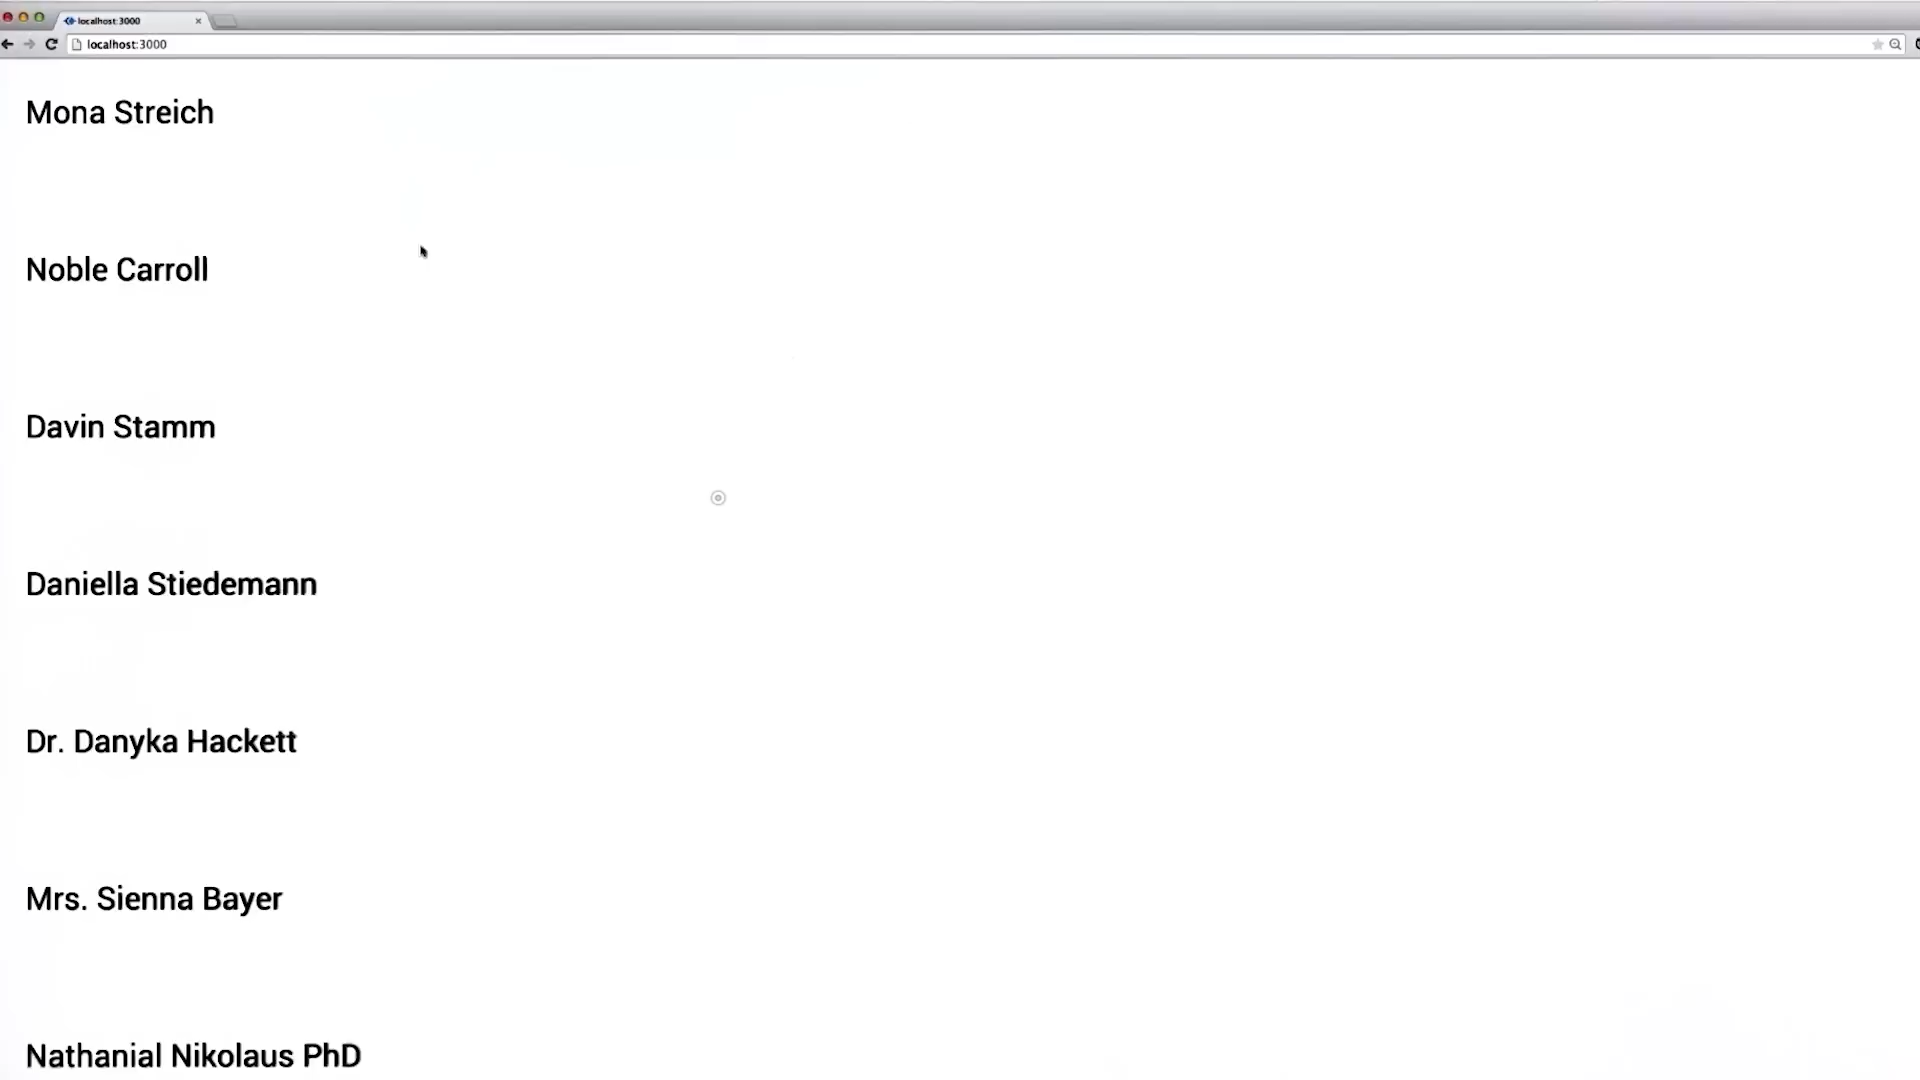 localhost:3000
localhost:3000
Mona Streich
Noble Carroll
Davin Stamm
Daniella Stiedemann
Dr. Danyka Hackett
Mrs. Sienna Bayer
Nathanial Nikolaus PhD